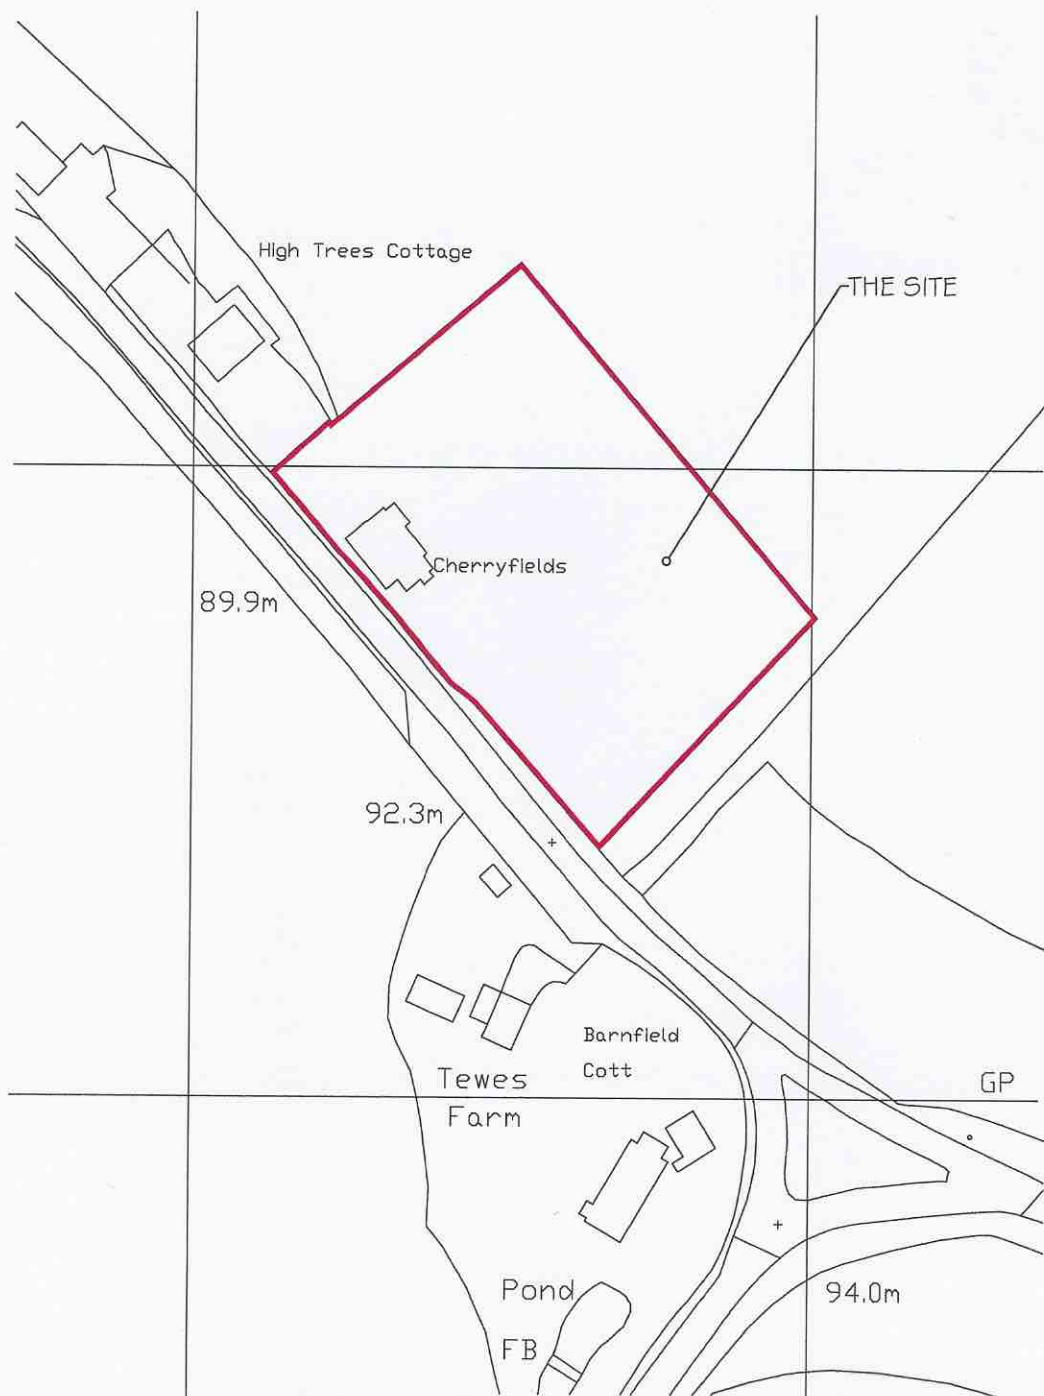 High Trees Cottage
THE SITE
Cherryfields
89.9m
92.3m
Barnfield
Cott
Tewes
Farm
GP
Pond
94.0m
FB